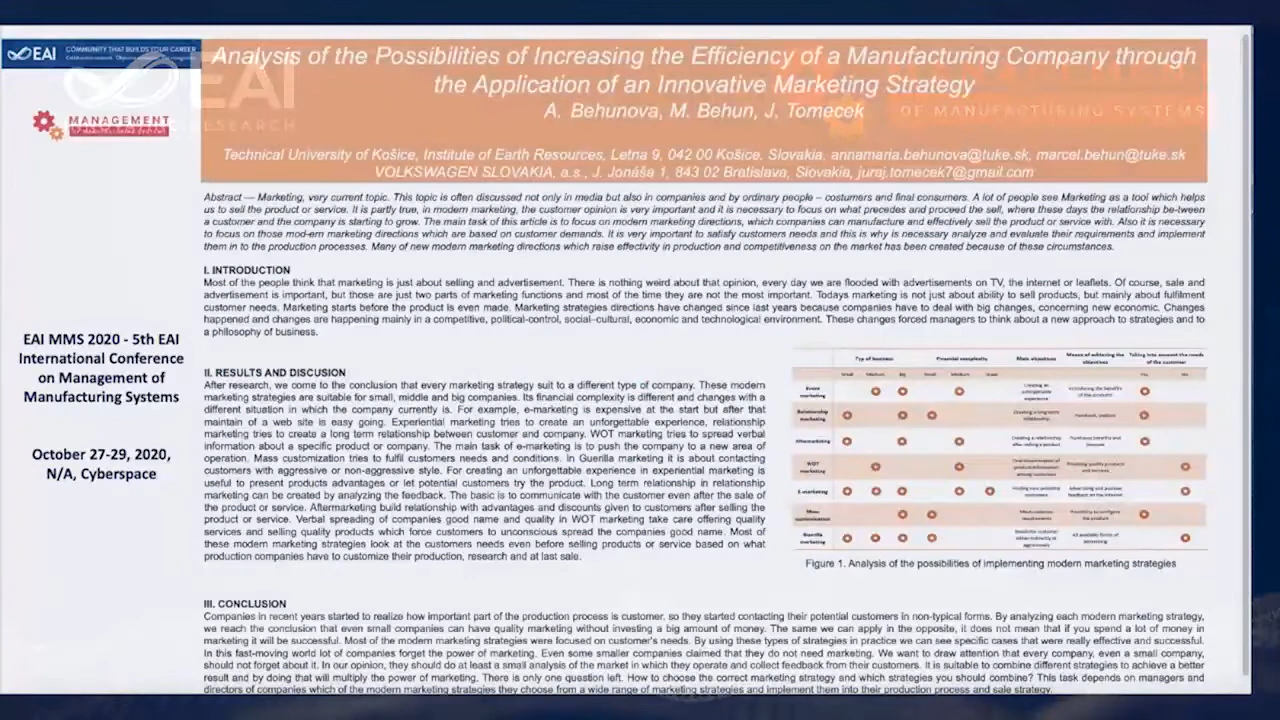 EAI
COMMUNITY THAT BUILDS YOUR CAREER
EAI
RESEARCH
MANAGEMENT
OF MANUFACTURING SYSTEMS
OF MANUFACTURING SYSTEMS
Analysis of the Possibilities of Increasing the Efficiency of a Manufacturing Company through
the Application of an Innovative Marketing Strategy
A. Behunova, M. Behun, J. Tomecek
Technical University of Košice, Institute of Earth Resources, Letna 9, 042 00 Košice. Slovakia. annamaria.behunova@tuke.sk, marcel.behun@tuke.sk
VOLKSWAGEN SLOVAKIA, a.s., J. Jonáša 1, 843 02 Bratislava, Slovakia, juraj.tomecek7@gmail.com
Abstract — Marketing, very current topic. This topic is often discussed not only in media but also in companies and by ordinary people – costumers and final consumers. A lot of people see Marketing as a tool which helps
us to sell the product or service. It is partly true, in modern marketing, the customer opinion is very important and it is necessary to focus on what precedes and proceed the sell, where these days the relationship be-tween
a customer and the company is starting to grow. The main task of this article is to focus on modern marketing directions, which companies can manufacture and effectively sell the product or service with. Also it is necessary
to focus on those mod-ern marketing directions which are based on customer demands. It is very important to satisfy customers needs and this is why is necessary analyze and evaluate their requirements and implement
them in to the production processes. Many of new modern marketing directions which raise effectivity in production and competitiveness on the market has been created because of these circumstances.
I. INTRODUCTION
Most of the people think that marketing is just about selling and advertisement. There is nothing weird about that opinion, every day we are flooded with advertisements on TV, the internet or leaflets. Of course, sale and
advertisement is important, but those are just two parts of marketing functions and most of the time they are not the most important. Todays marketing is not just about ability to sell products, but mainly about fulfilment
customer needs. Marketing starts before the product is even made. Marketing strategies directions have changed since last years because companies have to deal with big changes, concerning new economic. Changes
happened and changes are happening mainly in a competitive, political-control, social–cultural, economic and technological environment. These changes forced managers to think about a new approach to strategies and to
a philosophy of business.
EAI MMS 2020 - 5th EAI
International Conference
on Management of
Manufacturing Systems
October 27-29, 2020,
N/A, Cyberspace
II. RESULTS AND DISCUSION
After research, we come to the conclusion that every marketing strategy suit to a different type of company. These modern
marketing strategies are suitable for small, middle and big companies. Its financial complexity is different and changes with a
different situation in which the company currently is. For example, e-marketing is expensive at the start but after that
maintain of a web site is easy going. Experiential marketing tries to create an unforgettable experience, relationship
marketing tries to create a long term relationship between customer and company. WOT marketing tries to spread verbal
information about a specific product or company. The main task of e-marketing is to push the company to a new area of
operation. Mass customization tries to fulfil customers needs and conditions. In Guerilla marketing it is about contacting
customers with aggressive or non-aggressive style. For creating an unforgettable experience in experiential marketing is
useful to present products advantages or let potential customers try the product. Long term relationship in relationship
marketing can be created by analyzing the feedback. The basic is to communicate with the customer even after the sale of
the product or service. Aftermarketing build relationship with advantages and discounts given to customers after selling the
product or service. Verbal spreading of companies good name and quality in WOT marketing take care offering quality
services and selling quality products which force customers to unconscious spread the companies good name. Most of
these modern marketing strategies look at the customers needs even before selling products or service based on what
production companies have to customize their production, research and at last sale.
Typ of business Financial complexity Main objectives Means of achieving the objectives Taking into account the needs of the customer
Small Medium Big Small Medium Yes No
Event marketing
Relationship marketing
Aftermarketing
WOT marketing
E-marketing
Mass customization
Guerilla marketing
Figure 1. Analysis of the possibilities of implementing modern marketing strategies
III. CONCLUSION
Companies in recent years started to realize how important part of the production process is customer, so they started contacting their potential customers in non-typical forms. By analyzing each modern marketing strategy,
we reach the conclusion that even small companies can have quality marketing without investing a big amount of money. The same we can apply in the opposite, it does not mean that if you spend a lot of money in
marketing it will be successful. Most of the modern marketing strategies were focused on customer's needs. By using these types of strategies in practice we can see specific cases that were really effective and successful.
In this fast-moving world lot of companies forget the power of marketing. Even some smaller companies claimed that they do not need marketing. We want to draw attention that every company, even a small company,
should not forget about it. In our opinion, they should do at least a small analysis of the market in which they operate and collect feedback from their customers. It is suitable to combine different strategies to achieve a better
result and by doing that will multiply the power of marketing. There is only one question left. How to choose the correct marketing strategy and which strategies you should combine? This task depends on managers and
directors of companies which of the modern marketing strategies they choose from a wide range of marketing strategies and implement them into their production process and sale strategy.